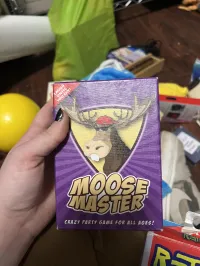 MOOSE
MASTER
CRAZY PARTY GAME FOR ALL AGES!